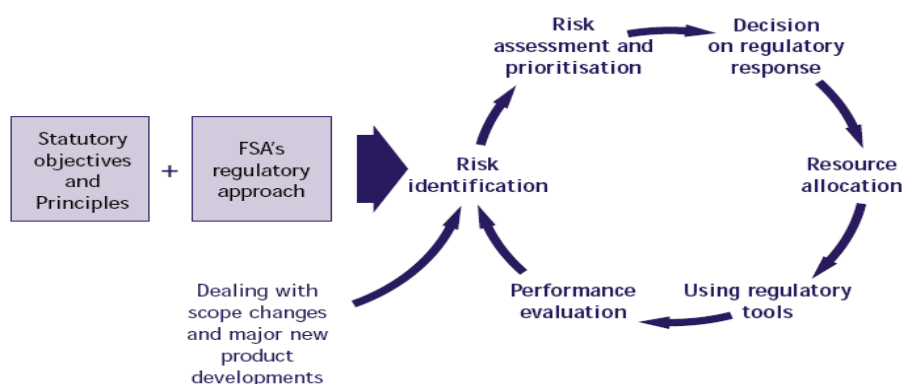 Statutory
objectives
and
Principles
+
FSA's
regulatory
approach
Risk
identification
Risk
assessment and
prioritisation
Decision
on regulatory
response
Resource
allocation
Using regulatory
tools
Performance
evaluation
Dealing with
scope changes
and major new
product
developments